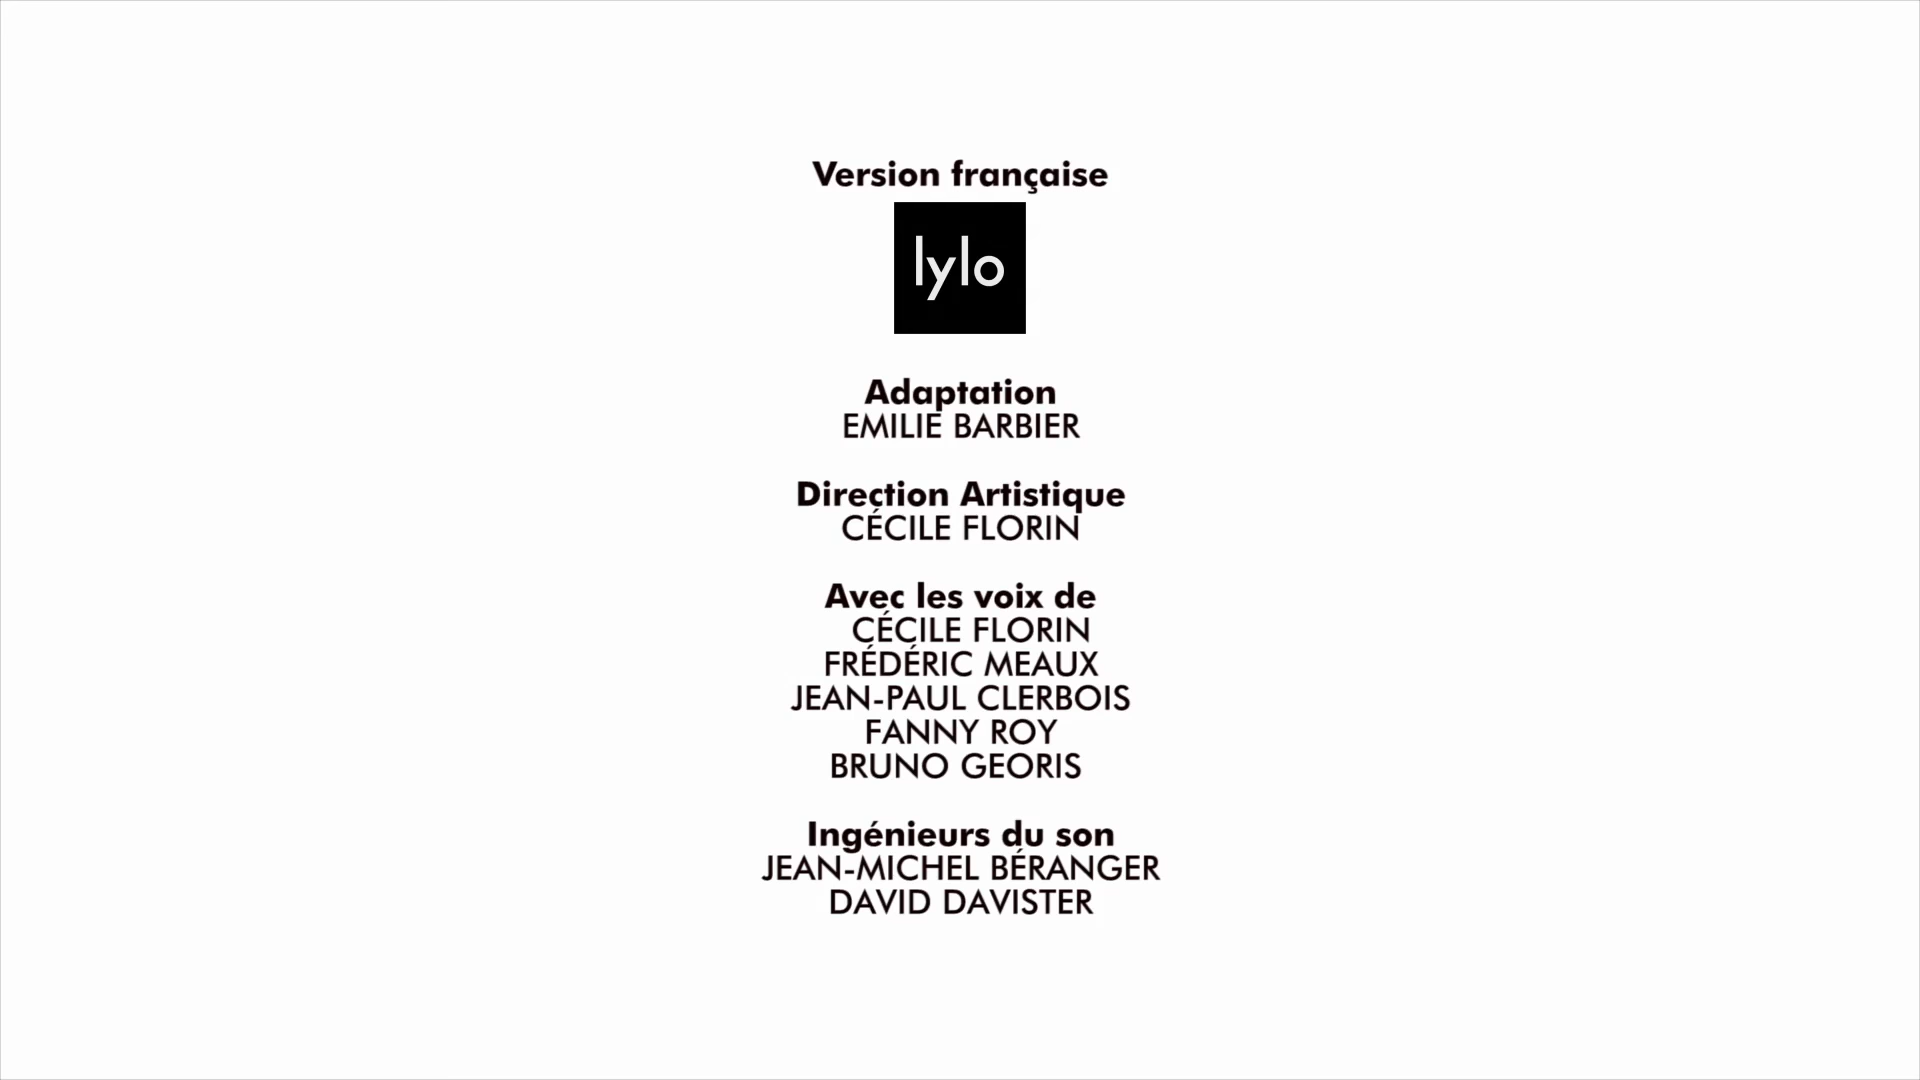 Version française
lylo
Adaptation
EMILIE BARBIER
Direction Artistique
CÉCILE FLORIN
Avec les voix de
CÉCILE FLORIN
FRÉDÉRIC MEAUX
JEAN-PAUL CLERBOIS
FANNY ROY
BRUNO GEORIS
Ingénieurs du son
JEAN-MICHEL BÉRANGER
DAVID DAVISTER